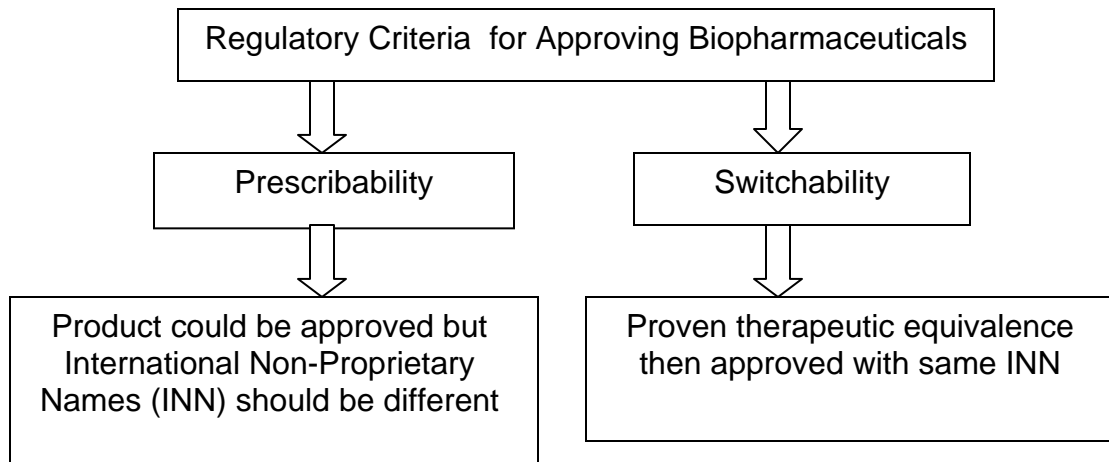 Regulatory Criteria  for Approving Biopharmaceuticals
Prescribability
Switchability
Product could be approved but
International Non-Proprietary
Names (INN) should be different
Proven therapeutic equivalence
then approved with same INN